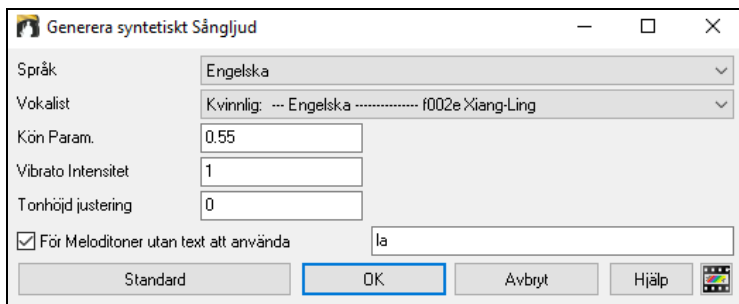 Generera syntetiskt Sångljud
Språk Engelska
Vokalist Kvinnlig: --- Engelska --------------- f002e Xiang-Ling
Kön Param. 0.55
Vibrato Intensitet 1
Tonhöjd justering 0
För Meloditoner utan text att använda la
Standard OK Avbryt Hjälp